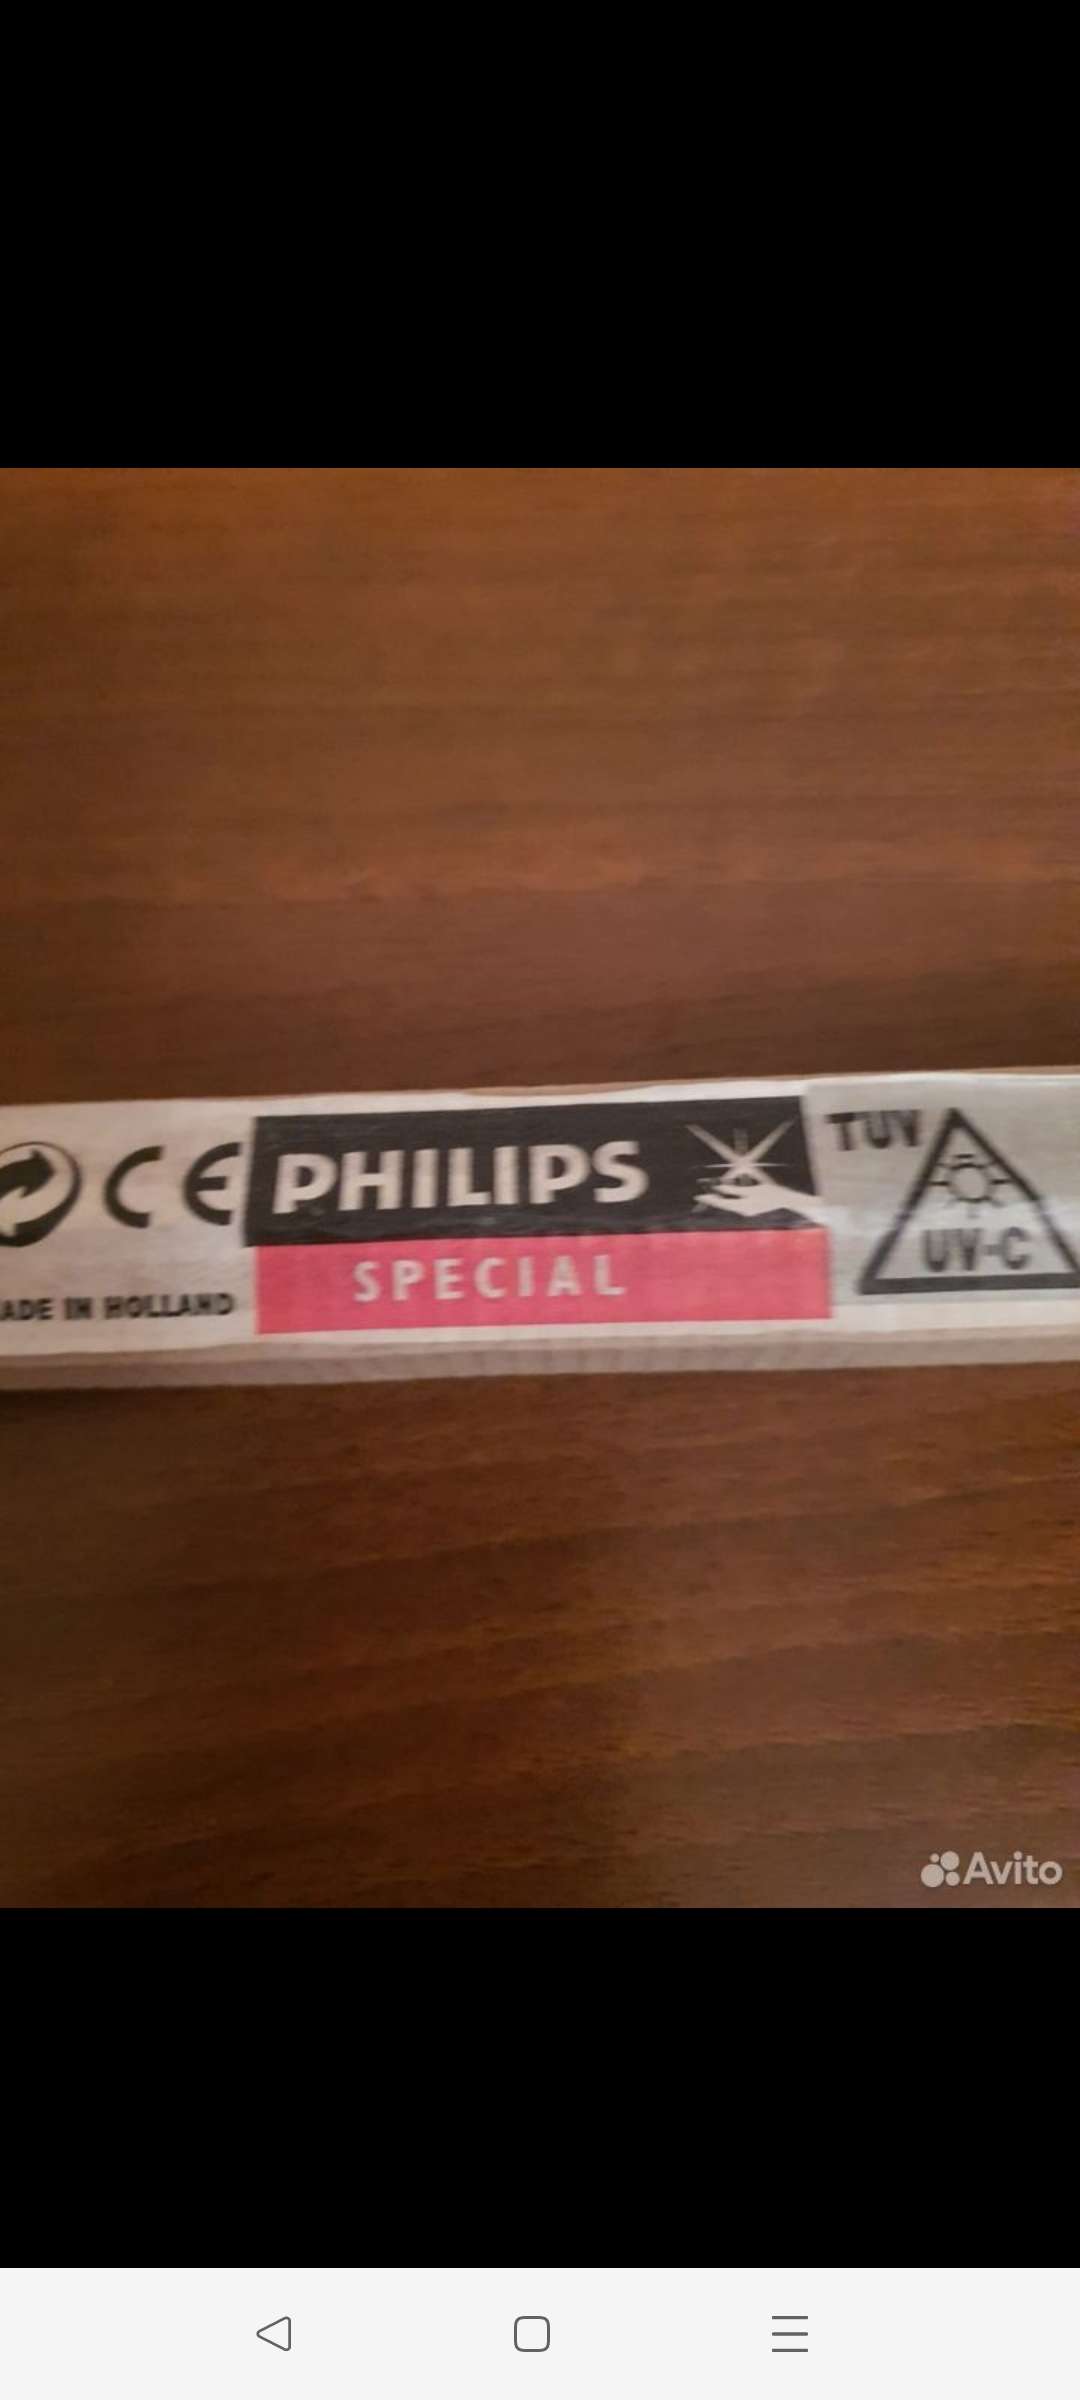 CE
PHILIPS
TUV
UV-C
SPECIAL
ADE IN HOLLAND
Avito